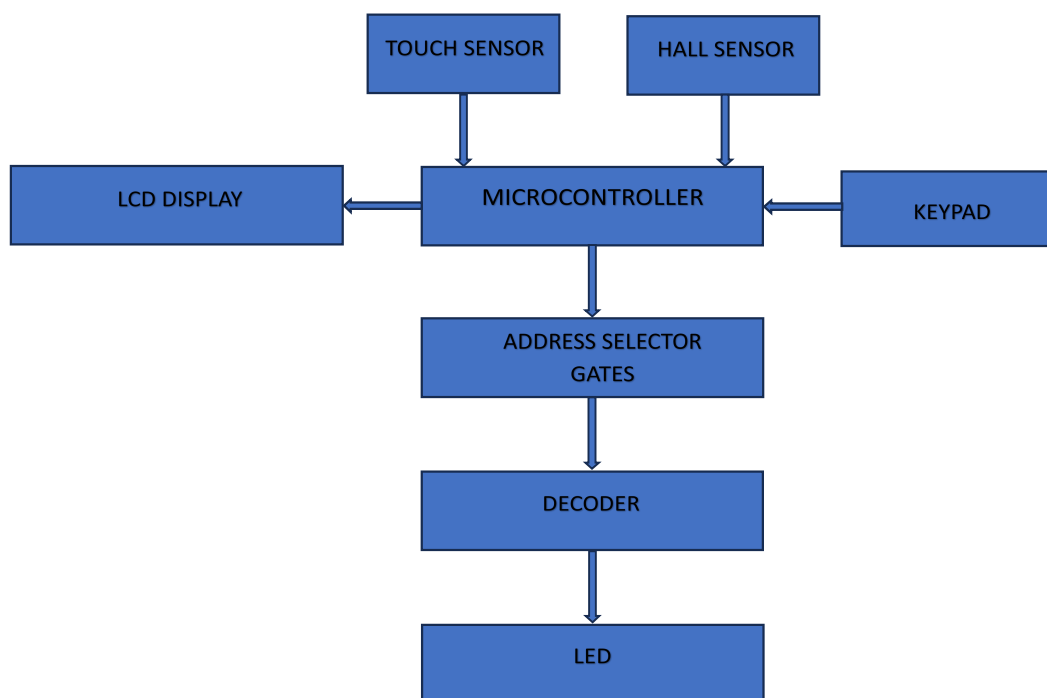 TOUCH SENSOR
HALL SENSOR
LCD DISPLAY
MICROCONTROLLER
KEYPAD
ADDRESS SELECTOR
GATES
DECODER
LED